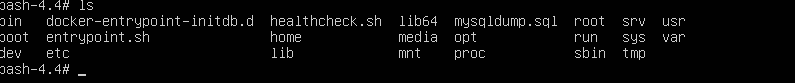 bash-4.4# ls
bin   docker-entrypoint-initdb.d  healthcheck.sh  lib64  mysqldump.sql  root  srv  usr
boot  entrypoint.sh               home            media  opt            run   sys  var
dev   etc                         lib             mnt    proc           sbin  tmp
bash-4.4# _